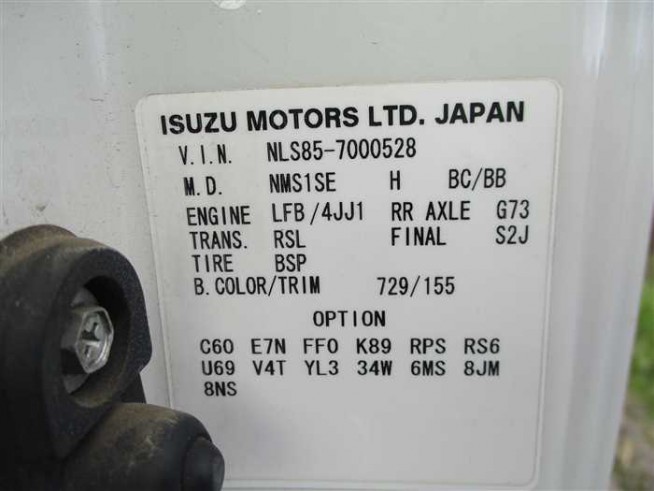 ISUZU MOTORS LTD. JAPAN
V.I.N. NLS85-7000528
M.D. NMS1SE H BC/BB
ENGINE LFB/4JJ1 RR AXLE G73
TRANS. RSL FINAL S2J
TIRE BSP
B.COLOR/TRIM 729/155
OPTION
C60 E7N FF0 K89 RPS RS6
U69 V4T YL3 34W 6MS 8JM
8NS